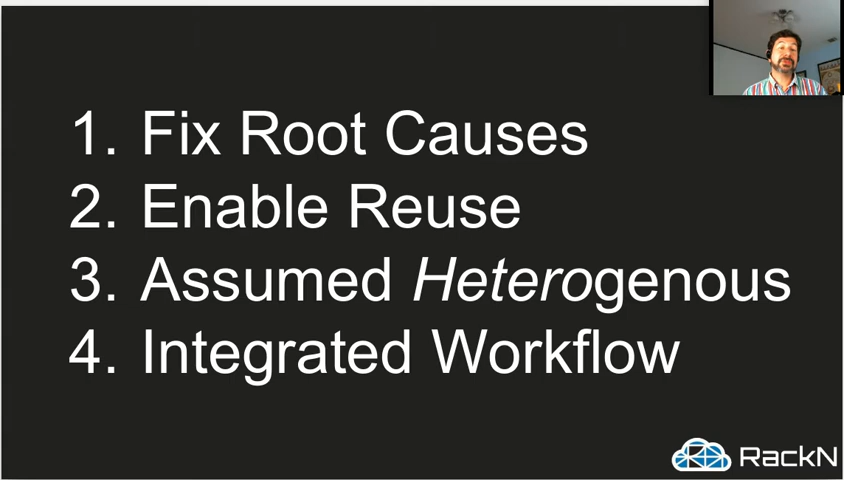 1. Fix Root Causes
2. Enable Reuse
3. Assumed Heterogenous
4. Integrated Workflow
RackN